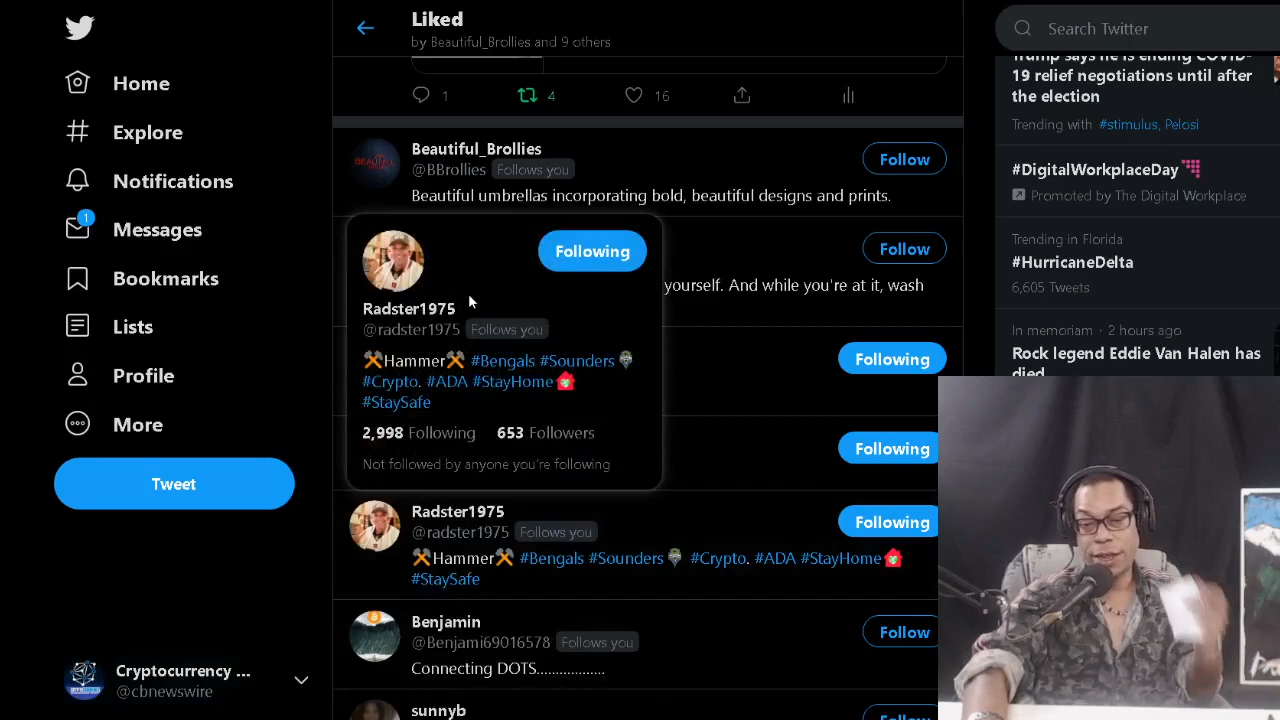 Home
Explore
Notifications
1
Messages
Bookmarks
Lists
Profile
More
Tweet
Cryptocurrency ...
@cbnewswire
Liked
by Beautiful_Brollies and 9 others
1
4
16
Beautiful_Brollies
@BBrollies Follows you
Follow
Beautiful umbrellas incorporating bold, beautiful designs and prints.
Follow
yourself. And while you're at it, wash
Following
Radster1975
@radster1975 Follows you
⚒Hammer⚒ #Bengals #Sounders
#Crypto. #ADA #StayHome
#StaySafe
2,998 Following 653 Followers
Not followed by anyone you're following
Following
Following
Radster1975
@radster1975 Follows you
Following
⚒Hammer⚒ #Bengals #Sounders #Crypto. #ADA #StayHome
#StaySafe
Benjamin
@Benjami69016578 Follows you
Follow
Connecting DOTS.................
sunnyb
Search Twitter
Trump says he is ending COVID-
19 relief negotiations until after
the election
Trending with #stimulus, Pelosi
#DigitalWorkplaceDay
Promoted by The Digital Workplace
Trending in Florida
#HurricaneDelta
6,605 Tweets
In memoriam · 2 hours ago
Rock legend Eddie Van Halen has
died